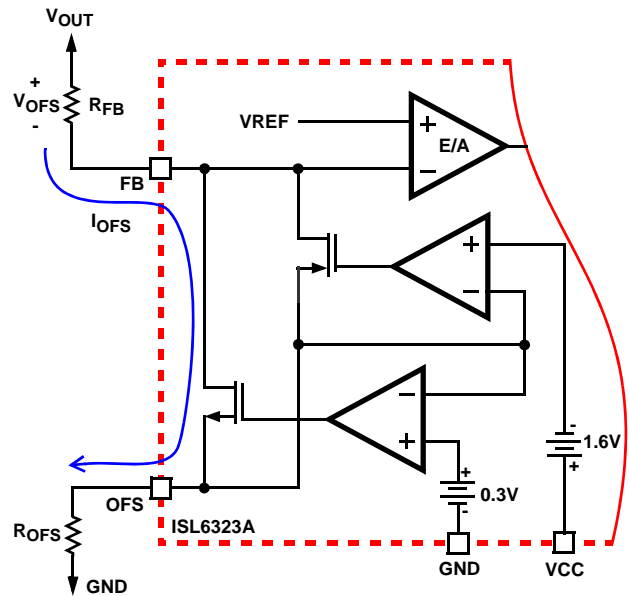 VOUT
+
VOFS
-
RFB
VREF
+
E/A
−
FB
IOFS
+
−
−
+
-
1.6V
+
+
0.3V
-
OFS
ISL6323A
ROFS
GND
GND
VCC